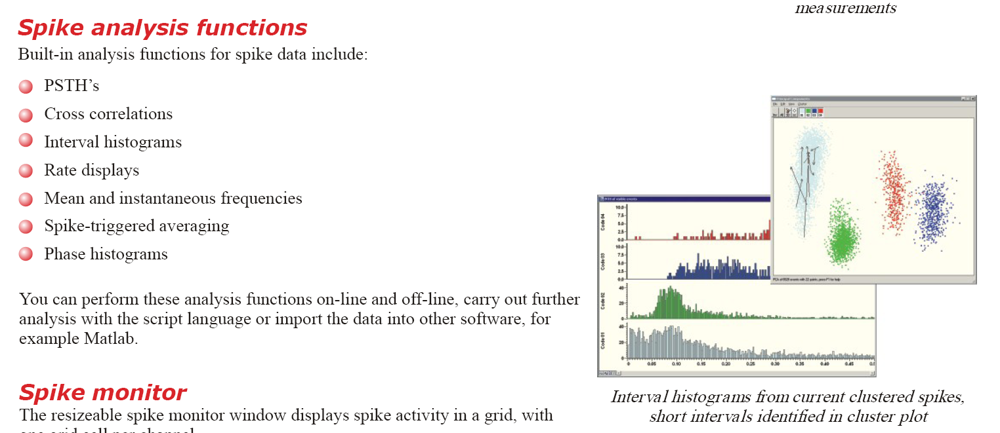 measurements
Spike analysis functions
Built-in analysis functions for spike data include:
PSTH’s
Cross correlations
Interval histograms
Rate displays
Mean and instantaneous frequencies
Spike-triggered averaging
Phase histograms
You can perform these analysis functions on-line and off-line, carry out further
analysis with the script language or import the data into other software, for
example Matlab.
Spike monitor
The resizeable spike monitor window displays spike activity in a grid, with
Code 04
10.0
7.5
5.0
2.5
0.0
Code 03
10.0
7.5
5.0
2.5
0.0
Code 02
40
20
0
Code 01
40
20
0
0 0.05 0.10 0.15 0.20 0.25 0.30 0.35 0.40 0.45
Interval histograms from current clustered spikes,
short intervals identified in cluster plot